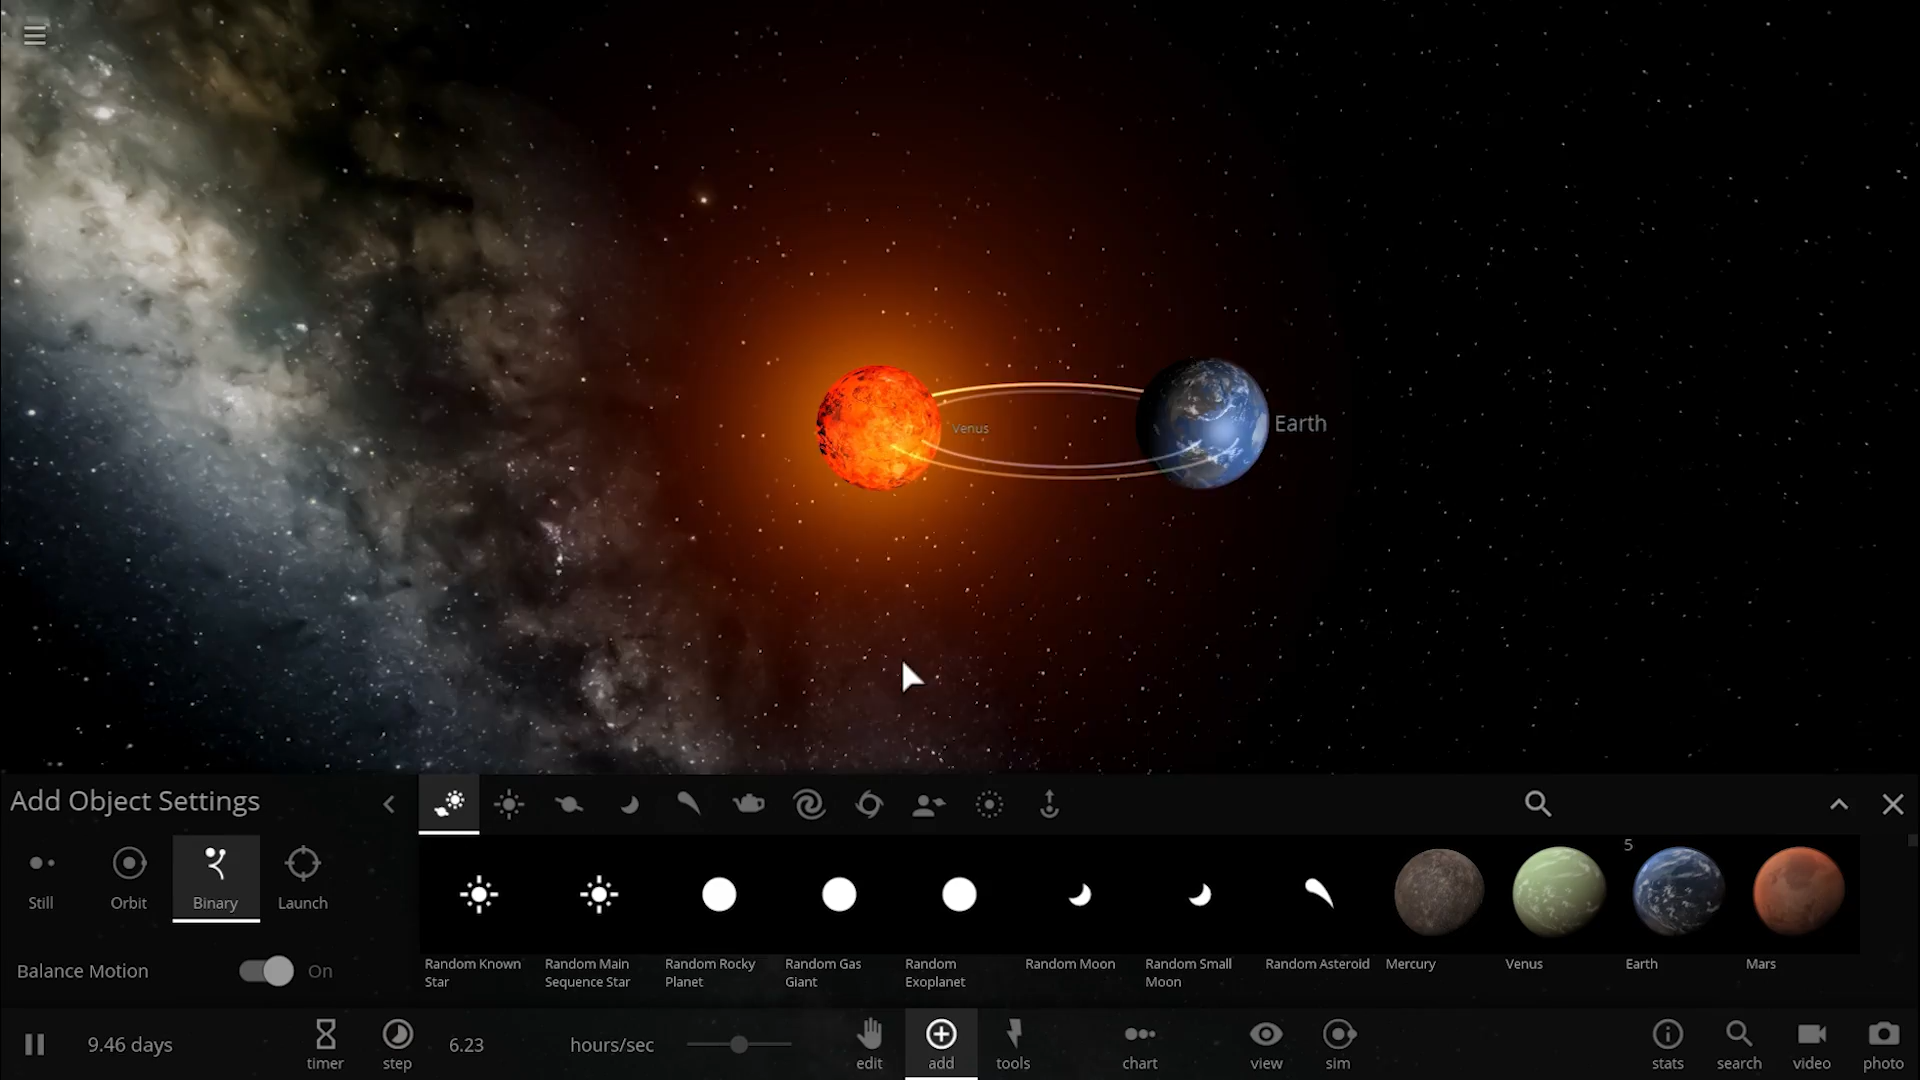 Venus
Earth
Add Object Settings
Still
Orbit
Binary
Launch
Balance Motion
On
5
Random Known
Star
Random Main
Sequence Star
Random Rocky
Planet
Random Gas
Giant
Random
Exoplanet
Random Moon
Random Small
Moon
Random Asteroid
Mercury
Venus
Earth
Mars
9.46 days
timer
step
6.23
hours/sec
edit
add
tools
chart
view
sim
stats
search
video
photo